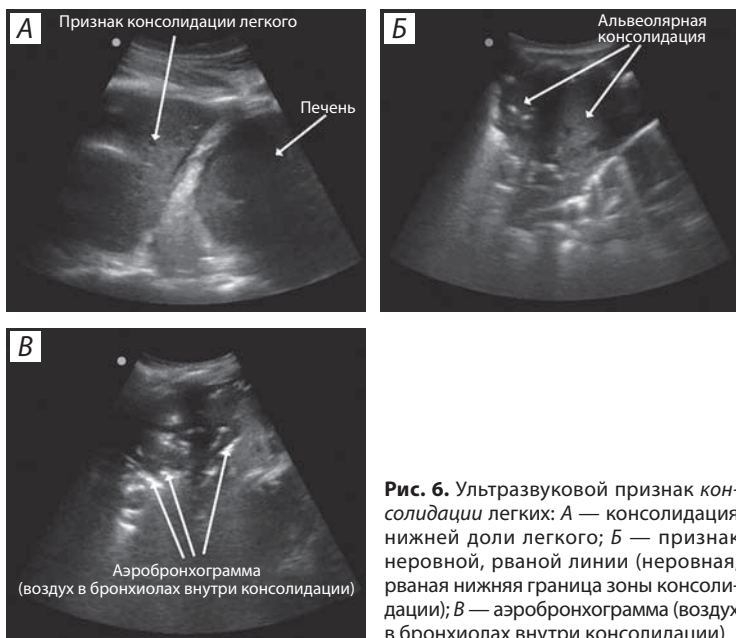 А
Признак консолидации легкого
Печень
Б
Альвеолярная
консолидация
В
Аэробронхограмма
(воздух в бронхиолах внутри консолидации)
Рис. 6. Ультразвуковой признак кон-
солидации легких: А — консолидация
нижней доли легкого; Б — признак
неровной, рваной линии (неровная,
рваная нижняя граница зоны консоли-
дации); В — аэробронхограмма (воздух
в бронхиолах внутри консолидации)